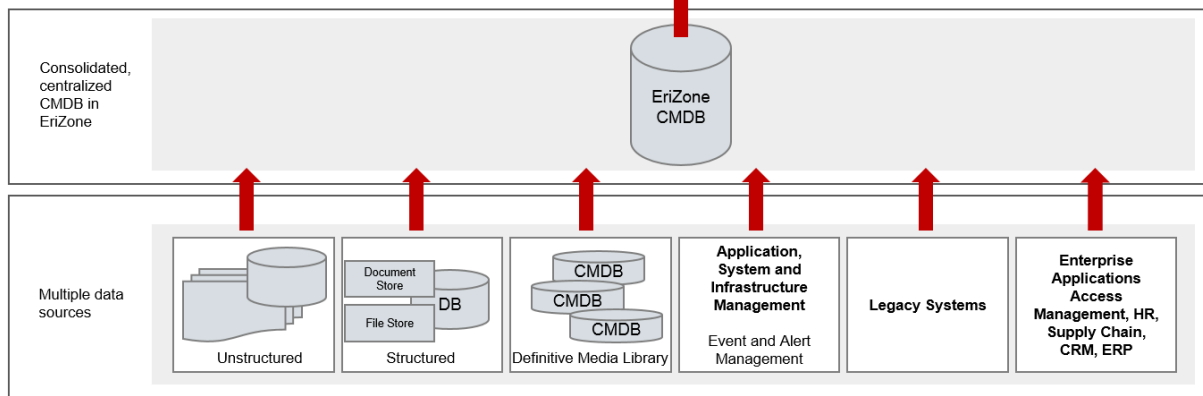 Consolidated,
centralized
CMDB in
EriZone
EriZone
CMDB
Multiple data
sources
Document
Store
DB
File Store
Unstructured
Structured
CMDB
CMDB
CMDB
Definitive Media Library
Application,
System and
Infrastructure
Management
Event and Alert
Management
Legacy Systems
Enterprise
Applications
Access
Management, HR,
Supply Chain,
CRM, ERP